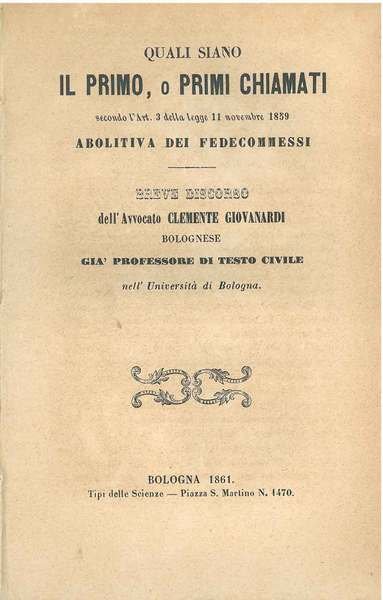 QUALI SIANO
IL PRIMO, o PRIMI CHIAMATI
secondo l'Art. 3 della legge 11 novembre 1859
ABOLITIVA DEI FEDECOMMESSI
BREVE DISCORSO
dell'Avvocato CLEMENTE GIOVANARDI
BOLOGNESE
GIA' PROFESSORE DI TESTO CIVILE
nell'Università di Bologna.
BOLOGNA 1861.
Tipi delle Scienze — Piazza S. Martino N. 1470.